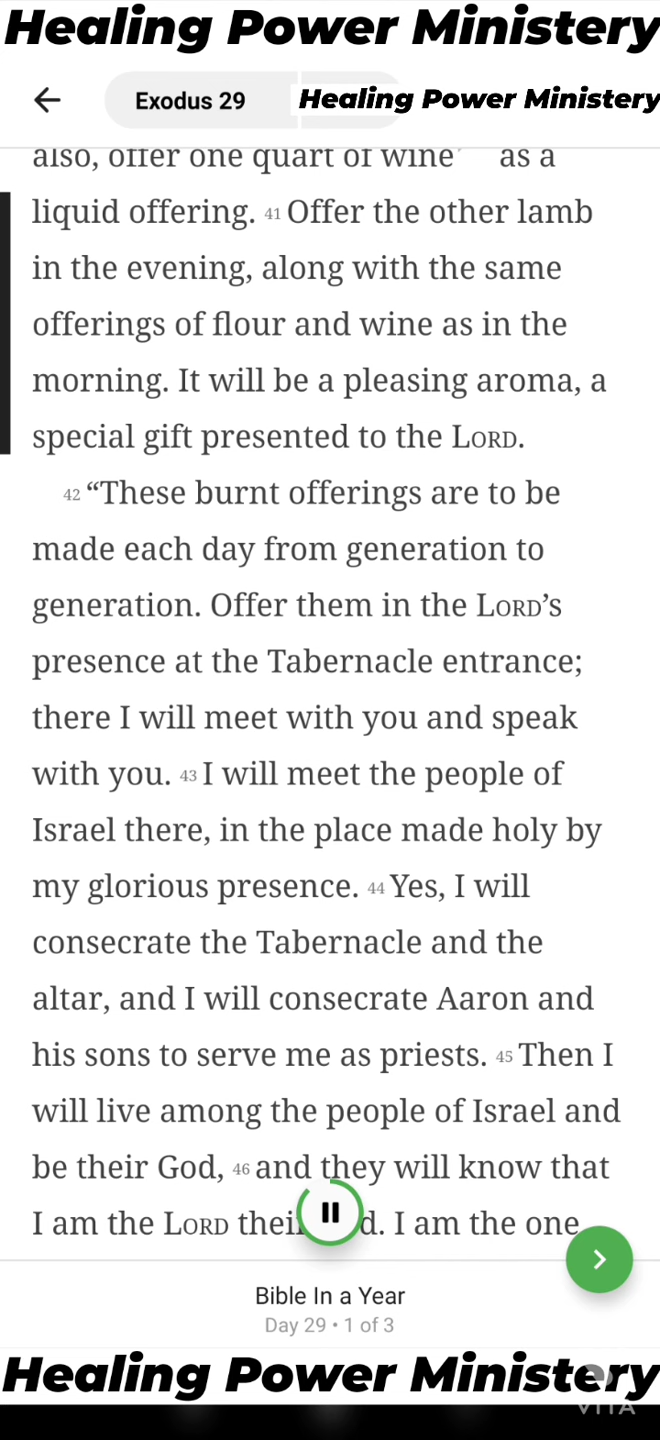 Healing Power Ministery
Exodus 29
Healing Power Ministery
also, offer one quart of wine as a
liquid offering. 41 Offer the other lamb
in the evening, along with the same
offerings of flour and wine as in the
morning. It will be a pleasing aroma, a
special gift presented to the LORD.
42 “These burnt offerings are to be
made each day from generation to
generation. Offer them in the LORD’s
presence at the Tabernacle entrance;
there I will meet with you and speak
with you. 43 I will meet the people of
Israel there, in the place made holy by
my glorious presence. 44 Yes, I will
consecrate the Tabernacle and the
altar, and I will consecrate Aaron and
his sons to serve me as priests. 45 Then I
will live among the people of Israel and
be their God, 46 and they will know that
I am the LORD I am the one
Bible In a Year
Day 29 • 1 of 3
Healing Power Ministery
VITA